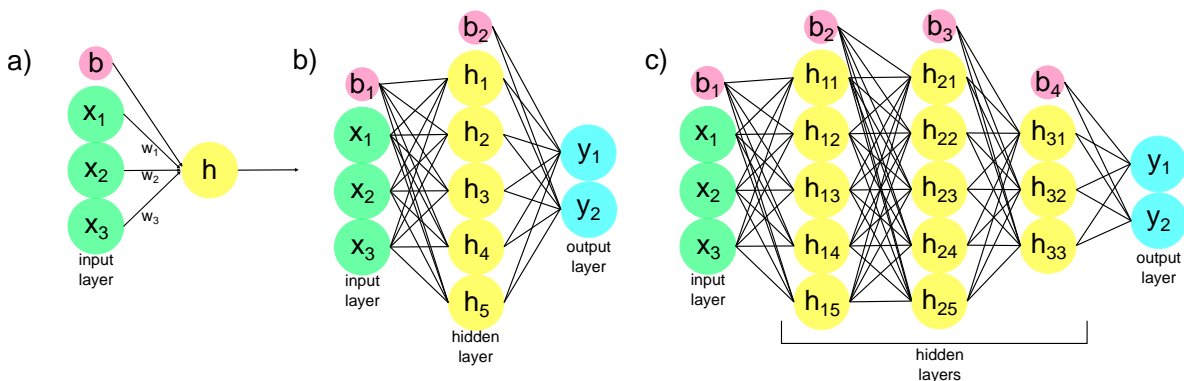 a)
b
x1
x2
x3
w1
w2
w3
h
input
layer
b)
b1
x1
x2
x3
input
layer
b2
h1
h2
h3
h4
h5
hidden
layer
y1
y2
output
layer
c)
b1
x1
x2
x3
input
layer
b2
h11
h12
h13
h14
h15
b3
h21
h22
h23
h24
h25
b4
h31
h32
h33
hidden
layers
y1
y2
output
layer